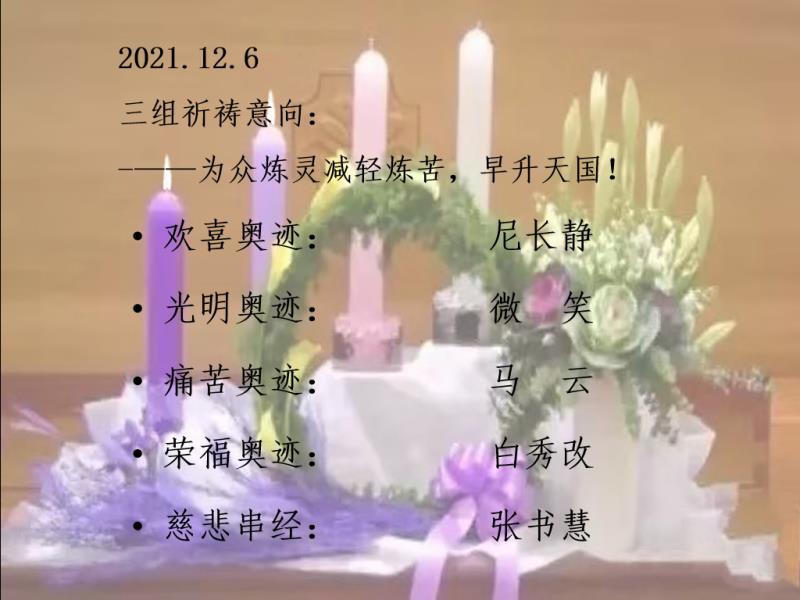 2021.12.6
三组祈祷意向：
-——为众炼灵减轻炼苦，早升天国！
• 欢喜奥迹： 尼长静
• 光明奥迹： 微　笑
• 痛苦奥迹： 马　云
• 荣福奥迹： 白秀改
• 慈悲串经： 张书慧